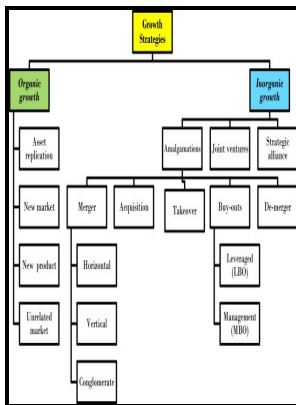 Growth
Strategies
Organic
growth
Inorganic
growth
Asset
replication
Amalgamations
Joint ventures
Strategic
alliance
New market
Merger
Acquisition
Takeover
Buy-outs
De-merger
New product
Horizontal
Leveraged
(LBO)
Unrelated
market
Vertical
Management
(MBO)
Conglomerate